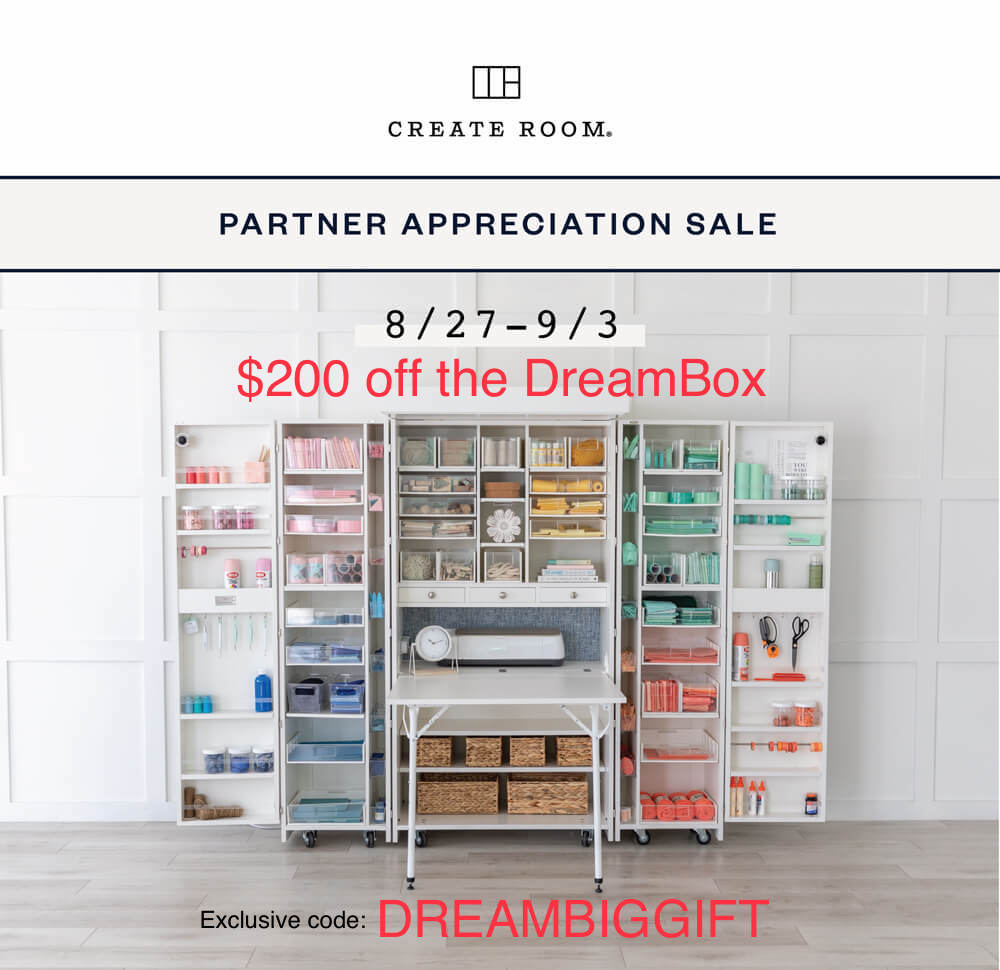 CREATE ROOM®
PARTNER APPRECIATION SALE
8/27-9/3
$200 off the DreamBox
Exclusive code: DREAMBIGGIFT